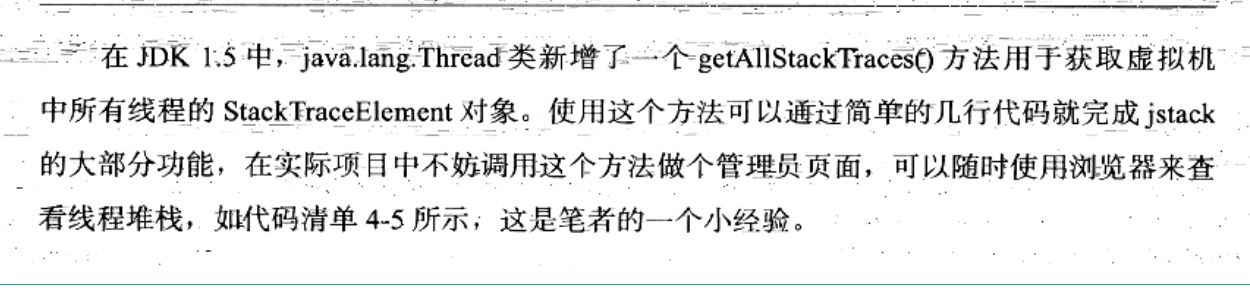 在 JDK 1.5 中，java.lang.Thread 类新增了一个 getAllStackTraces() 方法用于获取虚拟机
中所有线程的 StackTraceElement 对象。使用这个方法可以通过简单的几行代码就完成 jstack
的大部分功能，在实际项目中不妨调用这个方法做个管理员页面，可以随时使用浏览器来查
看线程堆栈，如代码清单 4-5 所示，这是笔者的一个小经验。